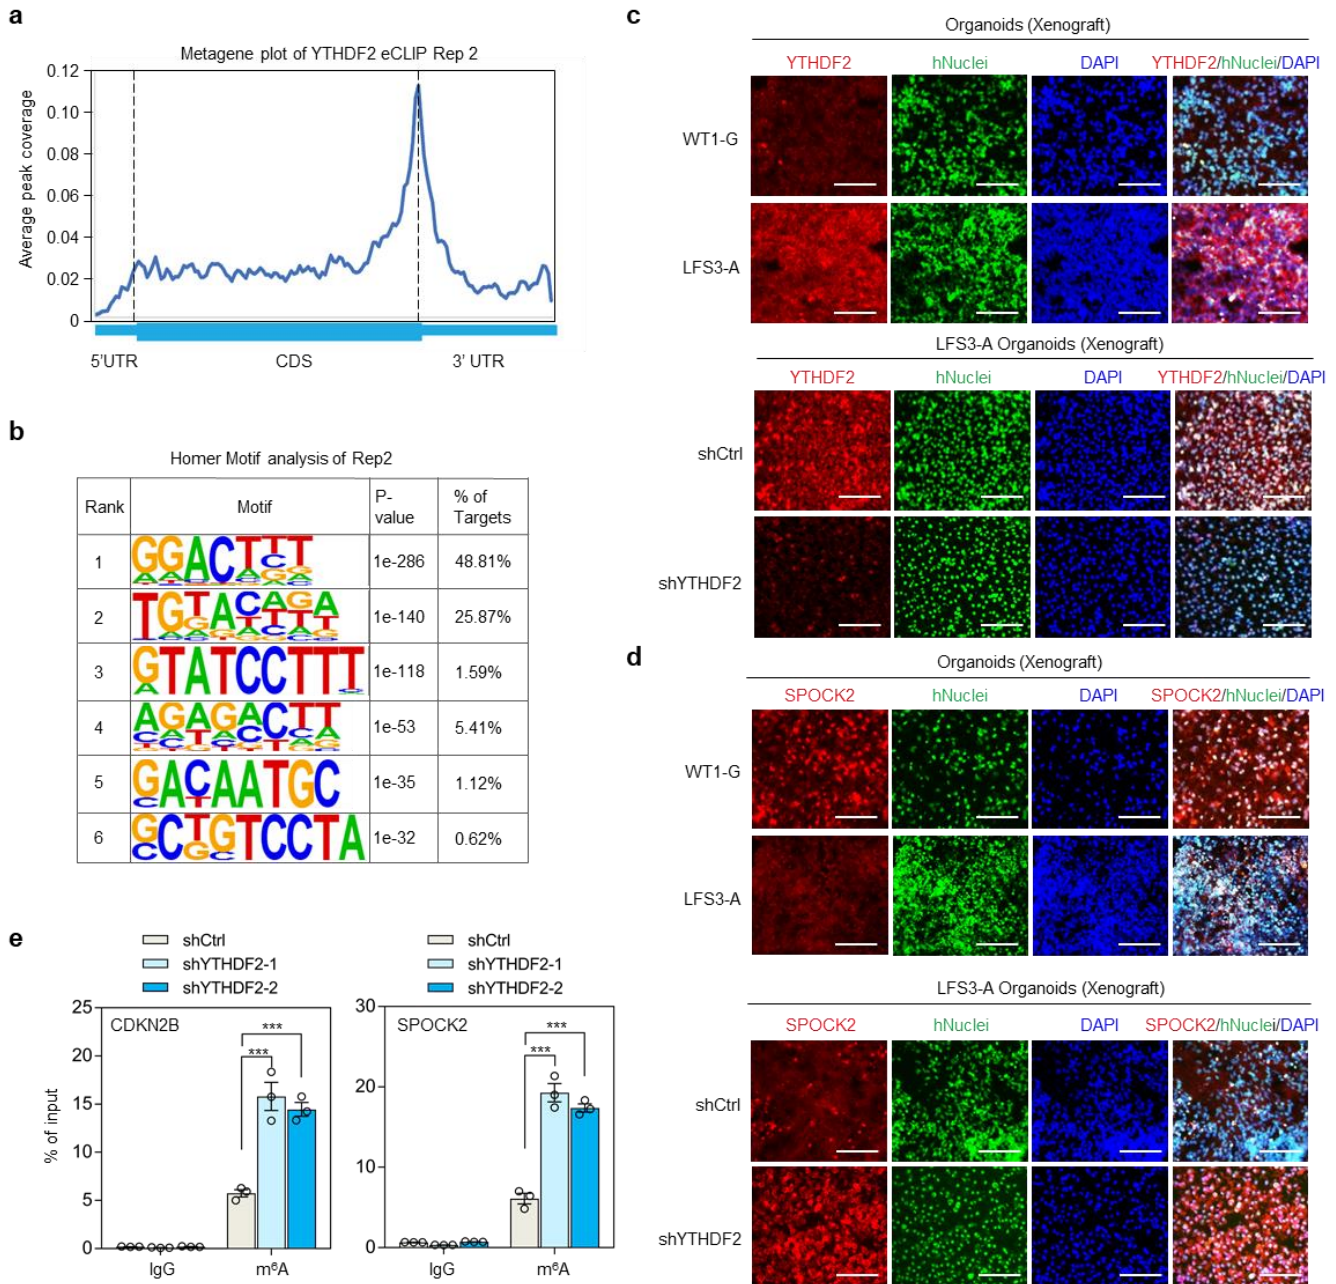 a
Metagene plot of YTHDF2 eCLIP Rep 2
Average peak coverage
0.12
0.10
0.08
0.06
0.04
0.02
0
5'UTR CDS 3' UTR
b
Homer Motif analysis of Rep2
Rank Motif P-value % of Targets
1 GGACTTT 1e-286 48.81%
2 TGTACAGA 1e-140 25.87%
3 GTATCCTTT 1e-118 1.59%
4 AGAGACTT 1e-53 5.41%
5 GACAATGC 1e-35 1.12%
6 GCTGTCCTA 1e-32 0.62%
c
Organoids (Xenograft)
YTHDF2 hNuclei DAPI YTHDF2/hNuclei/DAPI
WT1-G
LFS3-A
LFS3-A Organoids (Xenograft)
YTHDF2 hNuclei DAPI YTHDF2/hNuclei/DAPI
shCtrl
shYTHDF2
d
Organoids (Xenograft)
SPOCK2 hNuclei DAPI SPOCK2/hNuclei/DAPI
WT1-G
LFS3-A
LFS3-A Organoids (Xenograft)
SPOCK2 hNuclei DAPI SPOCK2/hNuclei/DAPI
shCtrl
shYTHDF2
e
shCtrl
shYTHDF2-1
shYTHDF2-2
CDKN2B
% of input
25
20
15
10
5
0
***
***
IgG m⁶A
shCtrl
shYTHDF2-1
shYTHDF2-2
SPOCK2
30
20
10
0
***
***
IgG m⁶A